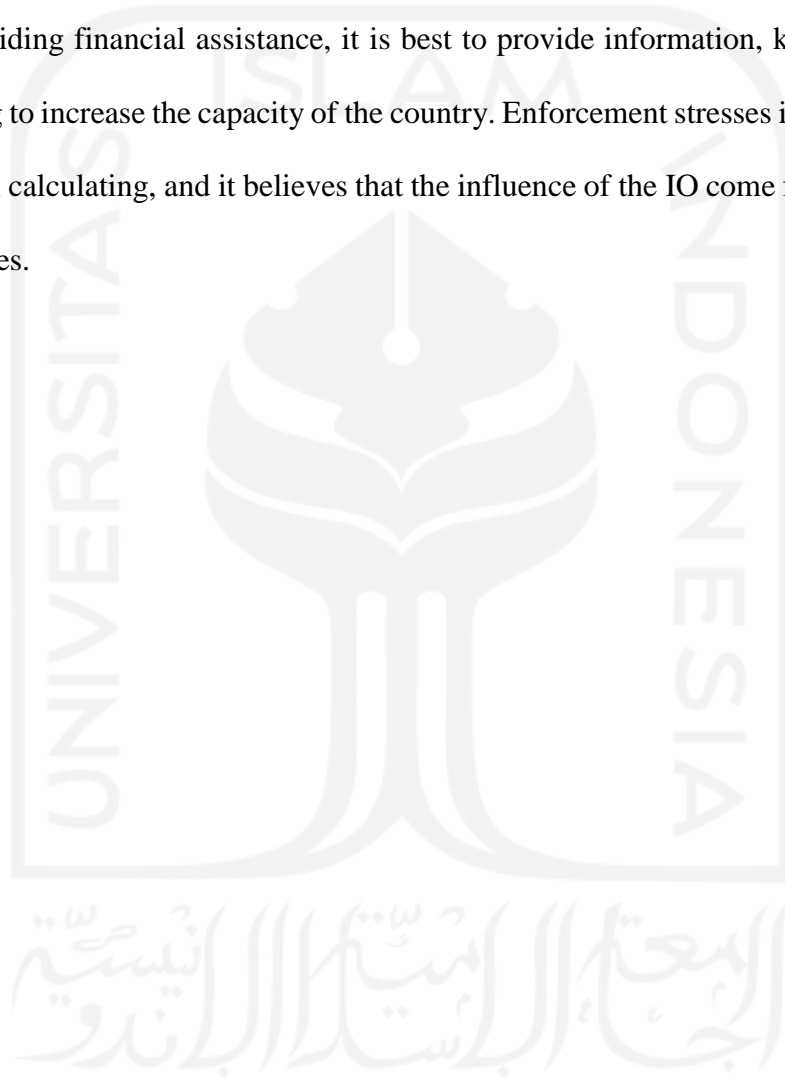 iding financial assistance, it is best to provide information, k
g to increase the capacity of the country. Enforcement stresses i
calculating, and it believes that the influence of the IO come
es.
ISLAM
UNIVERSITAS
INDONESIA